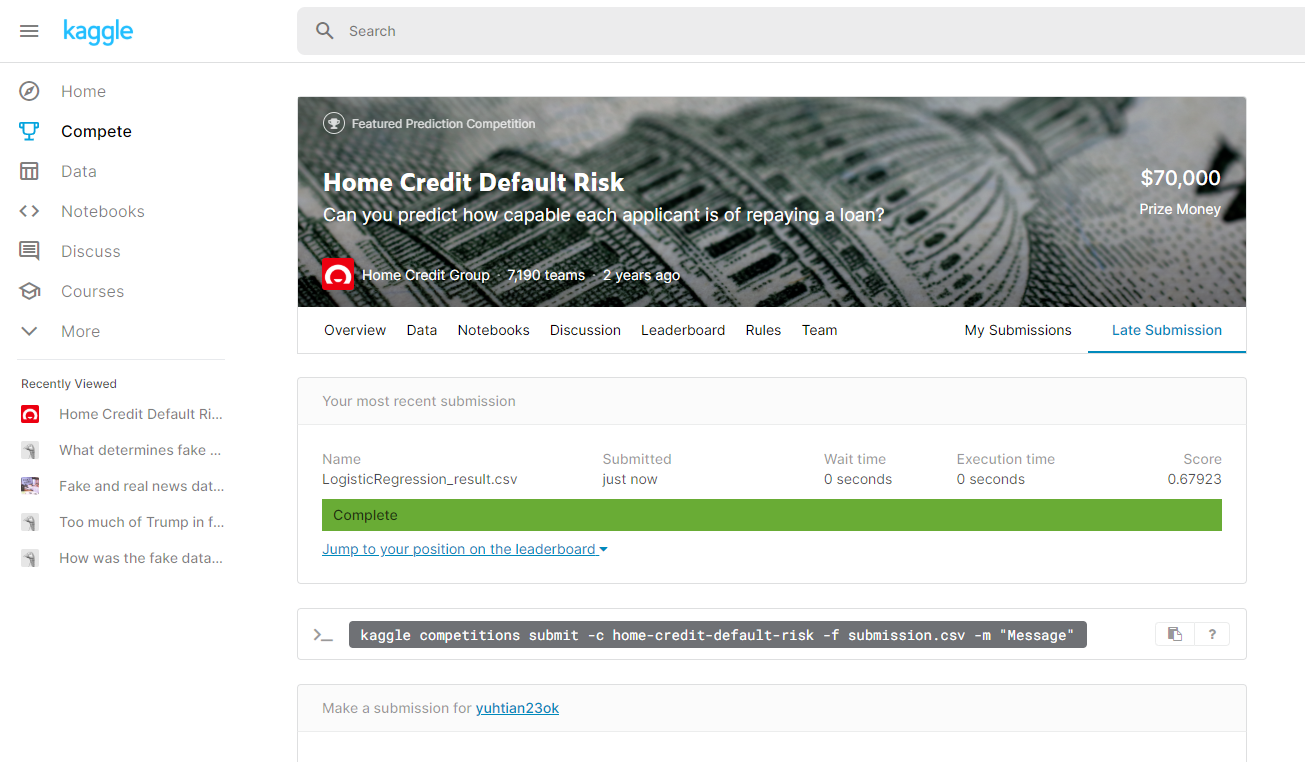 kaggle
Search
Home
Compete
Data
Notebooks
Discuss
Courses
More
Recently Viewed
Home Credit Default Ri...
What determines fake ...
Fake and real news dat...
Too much of Trump in f...
How was the fake data...
Featured Prediction Competition
Home Credit Default Risk
Can you predict how capable each applicant is of repaying a loan?
$70,000
Prize Money
Home Credit Group · 7,190 teams · 2 years ago
Overview Data Notebooks Discussion Leaderboard Rules Team My Submissions Late Submission
Your most recent submission
Name Submitted Wait time Execution time Score
LogisticRegression_result.csv just now 0 seconds 0 seconds 0.67923
Complete
Jump to your position on the leaderboard
>_ kaggle competitions submit -c home-credit-default-risk -f submission.csv -m "Message" ?
Make a submission for yuhtian23ok